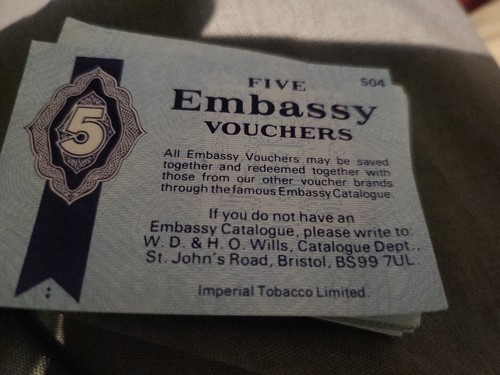 FIVE
504
Embassy
VOUCHERS
5
All Embassy Vouchers may be saved
together and redeemed together with
those from our other voucher brands
through the famous Embassy Catalogue
If you do not have an
Embassy Catalogue, please write to:
W. D. & H. O. Wills, Catalogue Dept.,
St. John's Road, Bristol, BS99 7UL.
Imperial Tobacco Limited.